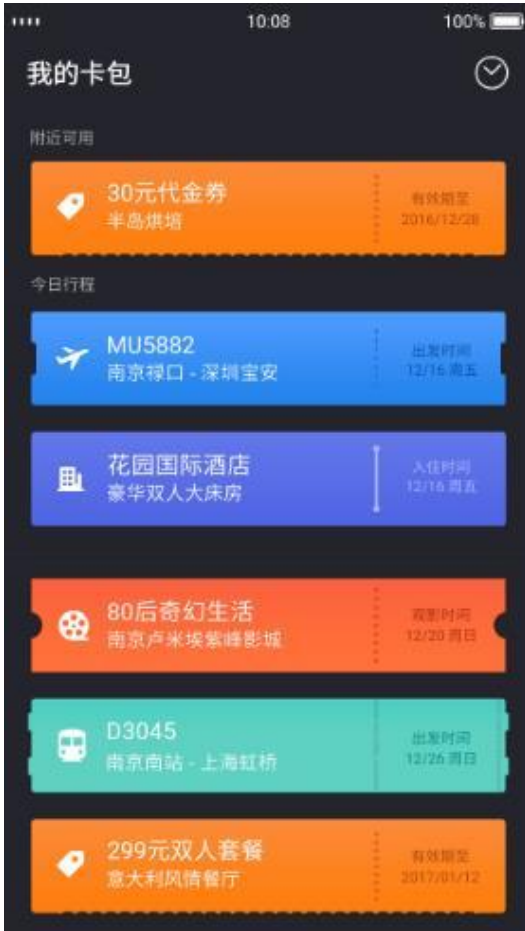 10:08
100%
我的卡包
附近可用
30元代金券
半岛烘培
有效期至
2016/12/28
今日行程
MU5882
南京禄口 - 深圳宝安
出发时间
12/16 周五
花园国际酒店
豪华双人大床房
入住时间
12/16 周五
80后奇幻生活
南京卢米埃紫峰影城
观影时间
12/20 周日
D3045
南京南站 - 上海虹桥
出发时间
12/26 周日
299元双人套餐
意大利风情餐厅
有效期至
2017/01/12